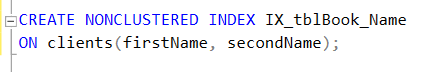 CREATE NONCLUSTERED INDEX IX_tblBook_Name
ON clients(firstName, secondName);